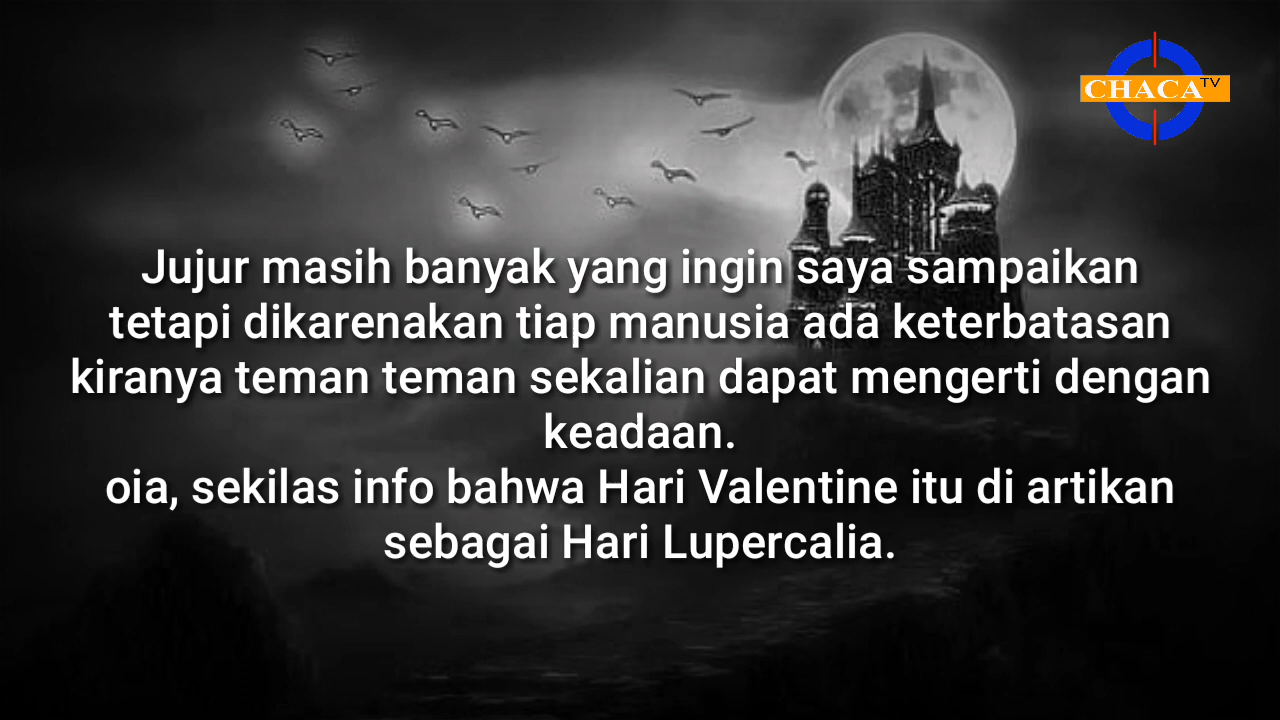 CHACA TV
Jujur masih banyak yang ingin saya sampaikan
tetapi dikarenakan tiap manusia ada keterbatasan
kiranya teman teman sekalian dapat mengerti dengan
keadaan.
oia, sekilas info bahwa Hari Valentine itu di artikan
sebagai Hari Lupercalia.